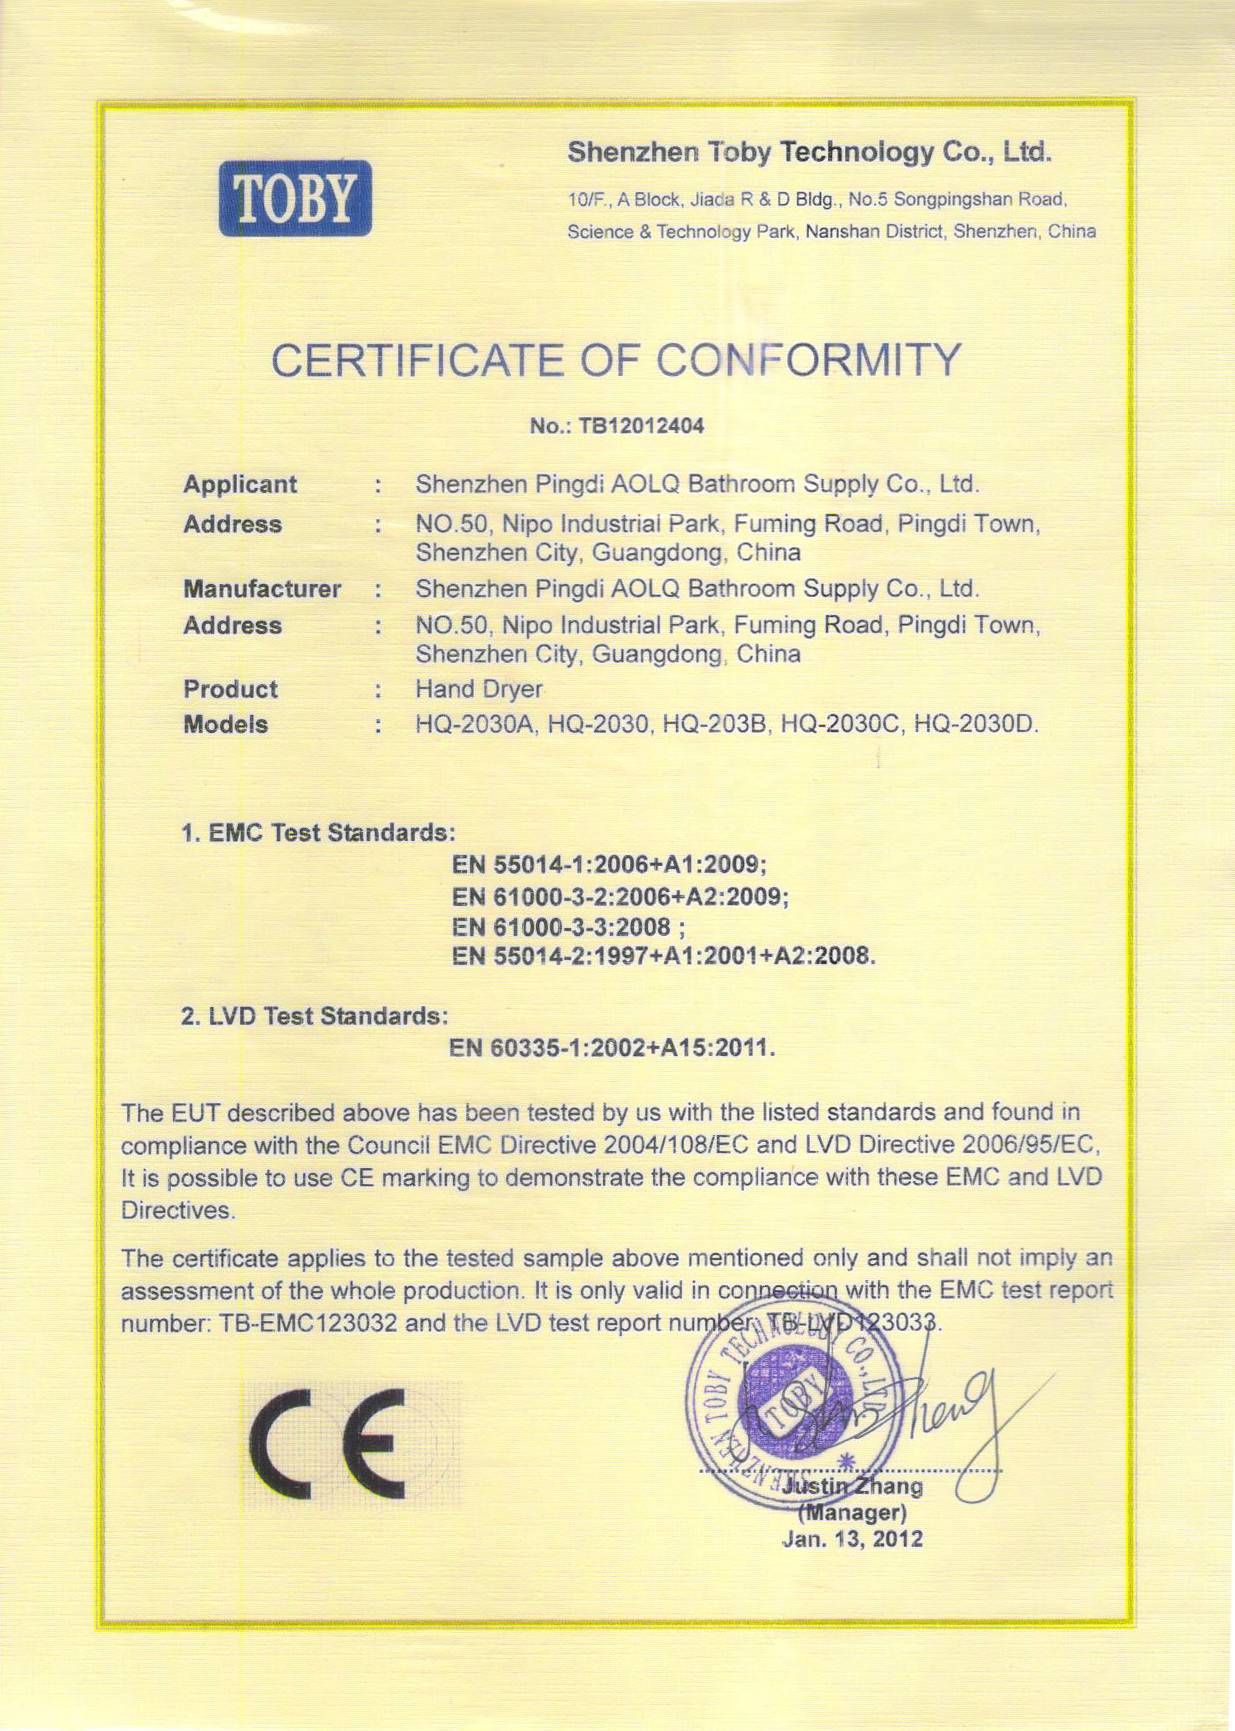 TOBY
Shenzhen Toby Technology Co., Ltd.
10/F., A Block, Jiada R & D Bldg., No.5 Songpingshan Road,
Science & Technology Park, Nanshan District, Shenzhen, China
CERTIFICATE OF CONFORMITY
No.: TB12012404
Applicant : Shenzhen Pingdi AOLQ Bathroom Supply Co., Ltd.
Address : NO.50, Nipo Industrial Park, Fuming Road, Pingdi Town,
Shenzhen City, Guangdong, China
Manufacturer : Shenzhen Pingdi AOLQ Bathroom Supply Co., Ltd.
Address : NO.50, Nipo Industrial Park, Fuming Road, Pingdi Town,
Shenzhen City, Guangdong, China
Product : Hand Dryer
Models : HQ-2030A, HQ-2030, HQ-203B, HQ-2030C, HQ-2030D.
1. EMC Test Standards:
EN 55014-1:2006+A1:2009;
EN 61000-3-2:2006+A2:2009;
EN 61000-3-3:2008 ;
EN 55014-2:1997+A1:2001+A2:2008.
2. LVD Test Standards:
EN 60335-1:2002+A15:2011.
The EUT described above has been tested by us with the listed standards and found in
compliance with the Council EMC Directive 2004/108/EC and LVD Directive 2006/95/EC,
It is possible to use CE marking to demonstrate the compliance with these EMC and LVD
Directives.
The certificate applies to the tested sample above mentioned only and shall not imply an
assessment of the whole production. It is only valid in connection with the EMC test report
number: TB-EMC123032 and the LVD test report number: TB-LVD123033.
CE
SHENZHEN TOBY TECHNOLOGY CO.,LTD.
TOBY
Justin Zhang
Justin Zhang
(Manager)
Jan. 13, 2012